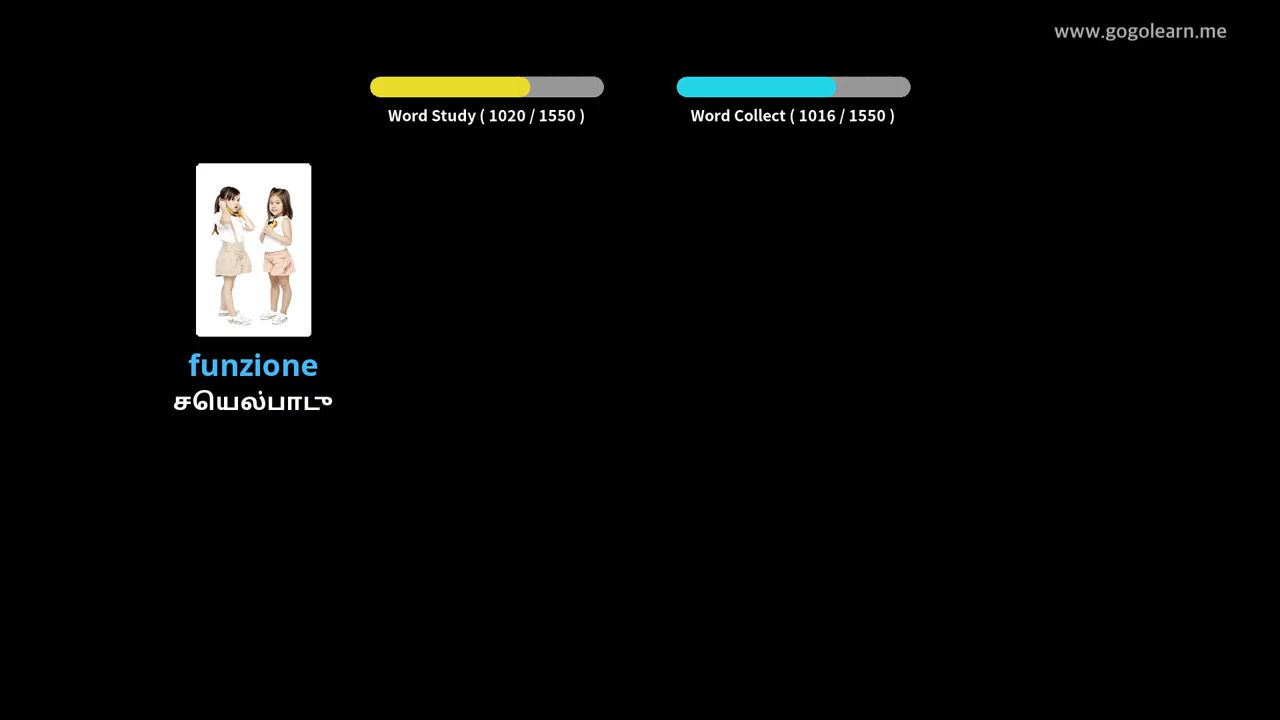 www.gogolearn.me
Word Study ( 1020 / 1550 )
Word Collect ( 1016 / 1550 )
funzione
சயெல்பாடு